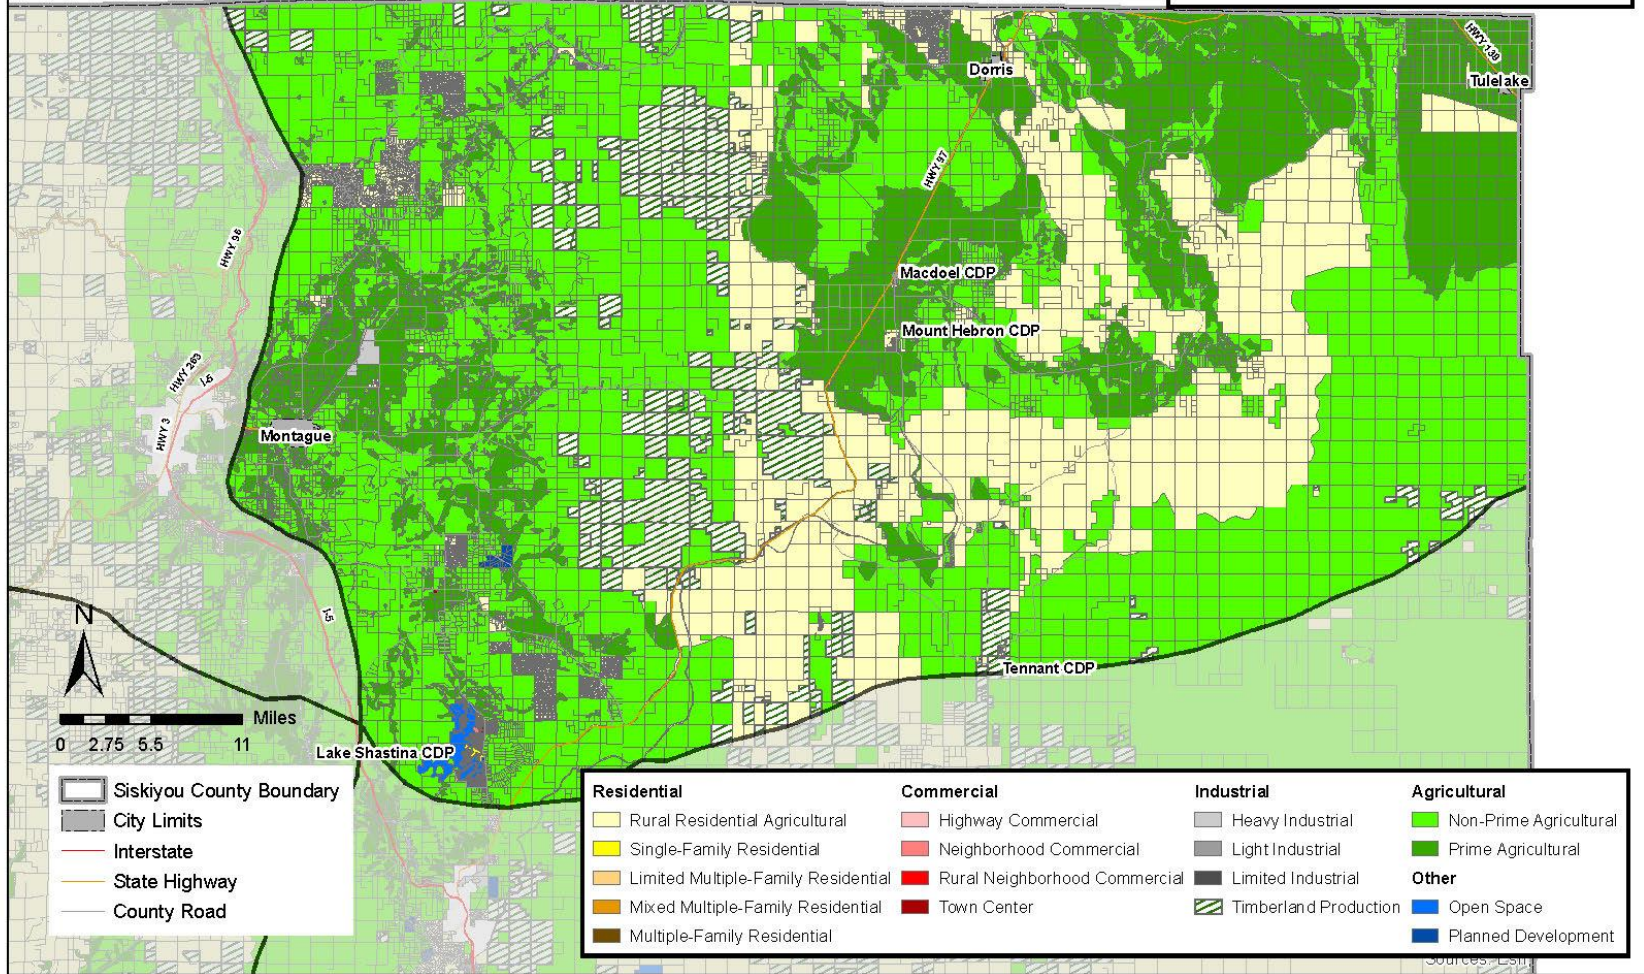 HWY 139
Dorris
Tulelake
HWY 97
HWY 96
Macdoel CDP
Mount Hebron CDP
HWY 263
I-5
HWY 3
Montague
N
I-5
Tennant CDP
Miles
0 2.75 5.5 11
Lake Shastina CDP
Siskiyou County Boundary
City Limits
Interstate
State Highway
County Road
Residential
Rural Residential Agricultural
Single-Family Residential
Limited Multiple-Family Residential
Mixed Multiple-Family Residential
Multiple-Family Residential
Commercial
Highway Commercial
Neighborhood Commercial
Rural Neighborhood Commercial
Town Center
Industrial
Heavy Industrial
Light Industrial
Limited Industrial
Timberland Production
Agricultural
Non-Prime Agricultural
Prime Agricultural
Other
Open Space
Planned Development
Sources: Esri